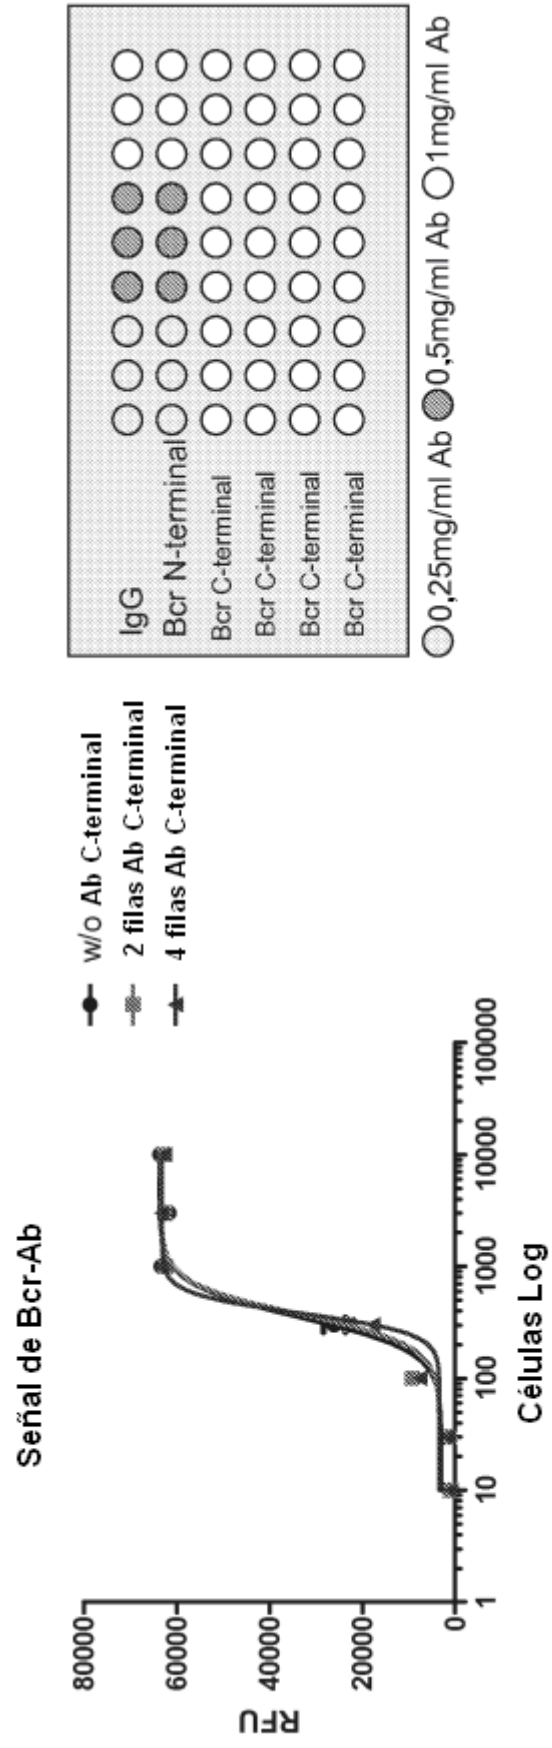 Señal de Bcr-Ab
RFU
80000
60000
40000
20000
0
1 10 100 1000 10000 100000
Células Log
w/o Ab C-terminal
2 filas Ab C-terminal
4 filas Ab C-terminal
IgG
Bcr N-terminal
Bcr C-terminal
Bcr C-terminal
Bcr C-terminal
Bcr C-terminal
0,25mg/ml Ab 0,5mg/ml Ab 1mg/ml Ab